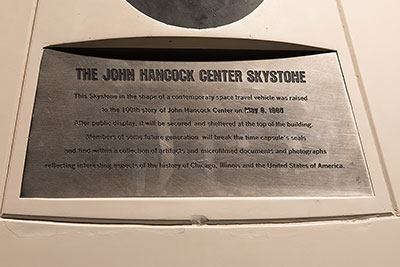 THE JOHN HANCOCK CENTER SKYSTONE
This Skystone in the shape of a contemporary space travel vehicle was raised
to the 100th story of John Hancock Center on May 6, 1968
After public display, it will be secured and sheltered at the top of the building.
Members of some future generation will break the time capsule's seals
and find within a collection of artifacts and microfilmed documents and photographs
reflecting interesting aspects of the history of Chicago, Illinois and the United States of America.